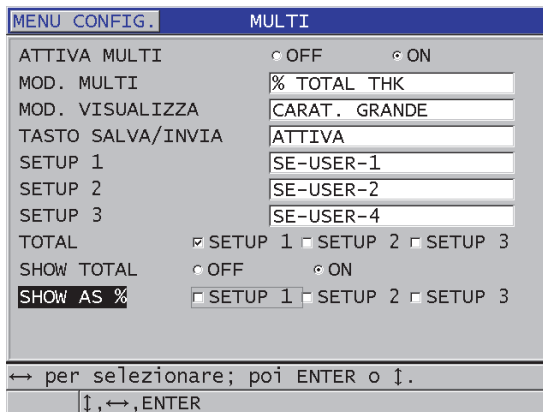 MENU CONFIG. MULTI
ATTIVA MULTI OFF ON
MOD. MULTI % TOTAL THK
MOD. VISUALIZZA CARAT. GRANDE
TASTO SALVA/INVIA ATTIVA
SETUP 1 SE-USER-1
SETUP 2 SE-USER-2
SETUP 3 SE-USER-4
TOTAL SETUP 1 SETUP 2 SETUP 3
SHOW TOTAL OFF ON
SHOW AS % SETUP 1 SETUP 2 SETUP 3
↔ per selezionare; poi ENTER o ↕.
↕,↔,ENTER